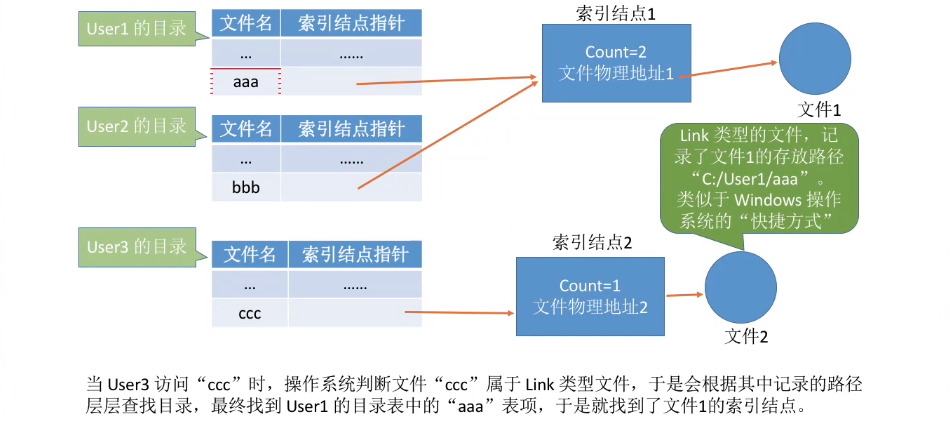 User1 的目录
文件名 索引结点指针
... ......
aaa
User2 的目录
文件名 索引结点指针
... ......
bbb
User3 的目录
文件名 索引结点指针
... ......
ccc
索引结点1
Count=2
文件物理地址1
文件1
Link 类型的文件，记
录了文件1的存放路径
“C:/User1/aaa”。
类似于 Windows 操作
系统的“快捷方式”
索引结点2
Count=1
文件物理地址2
文件2
当 User3 访问“ccc”时，操作系统判断文件“ccc”属于 Link 类型文件，于是会根据其中记录的路径
层层查找目录，最终找到 User1 的目录表中的“aaa”表项，于是就找到了文件1的索引结点。